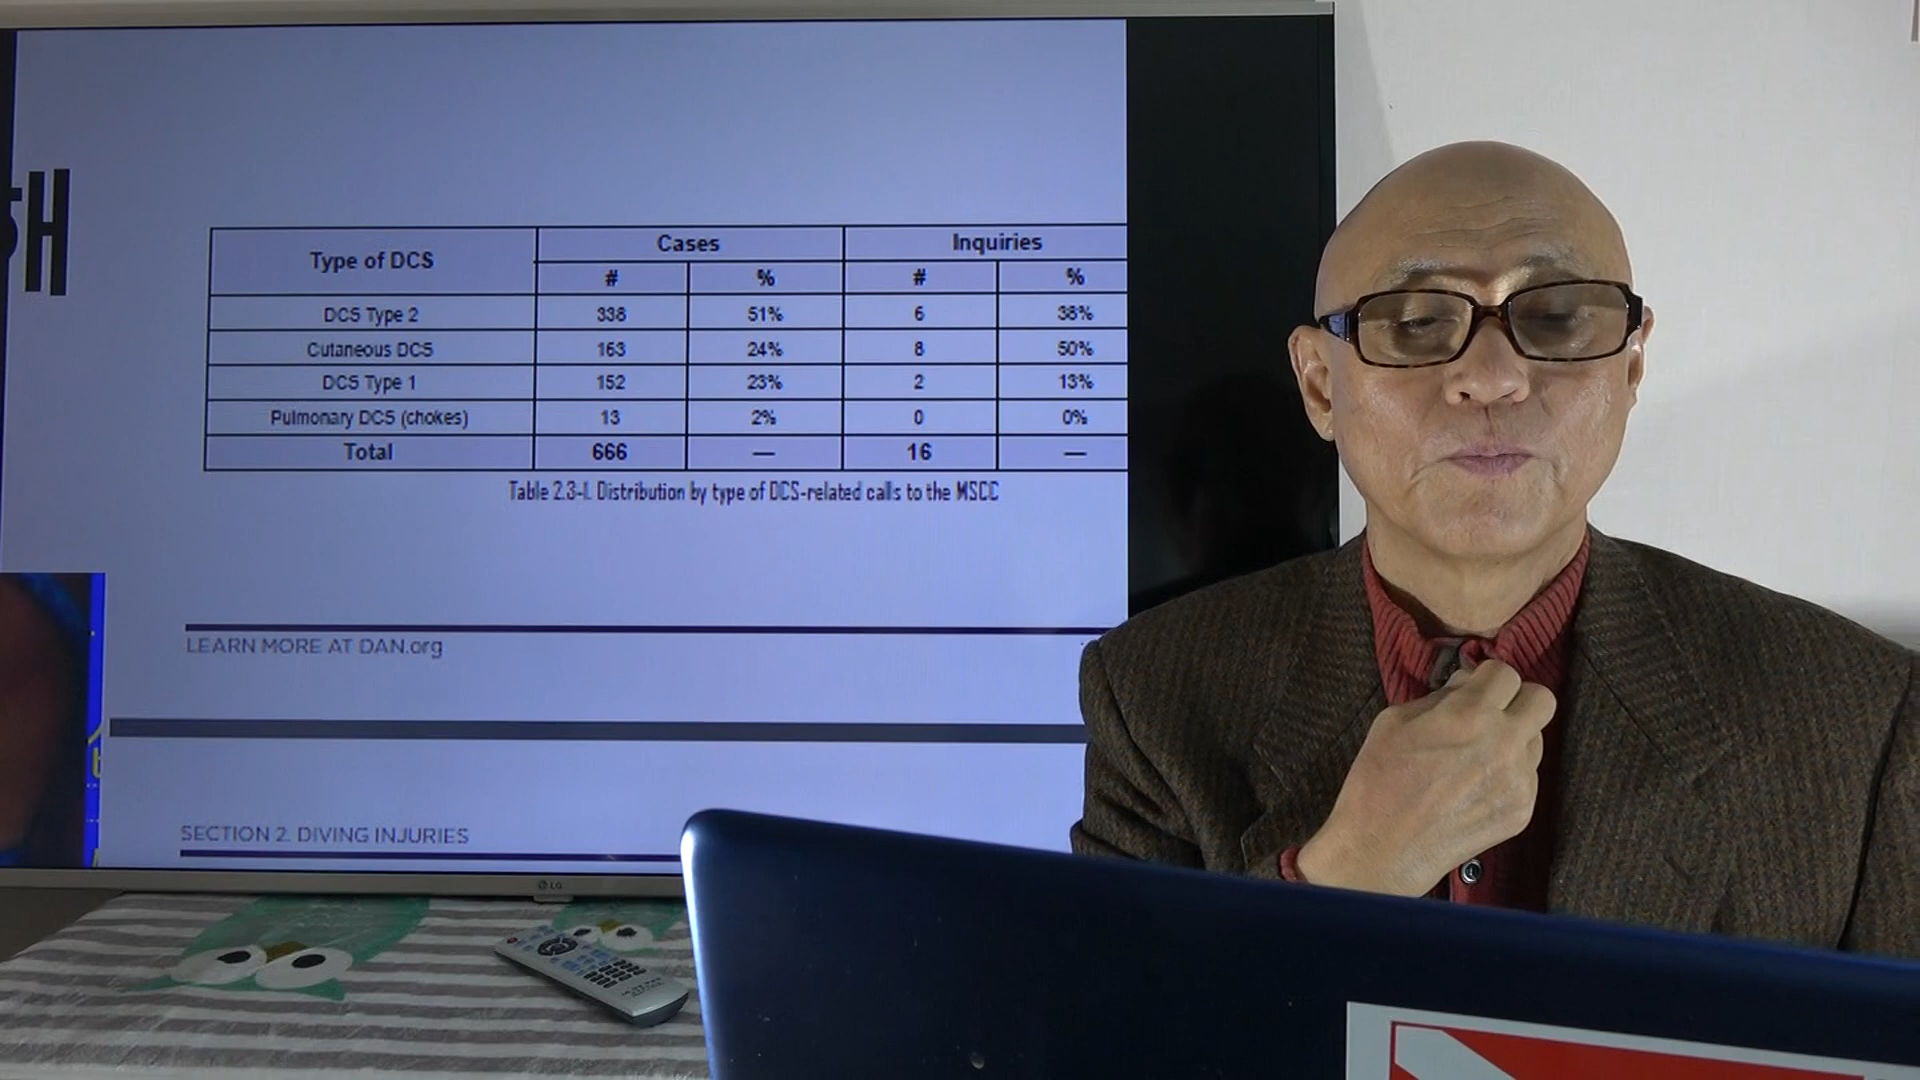 Type of DCS Cases Inquiries
# % # %
DCS Type 2 338 51% 6 38%
Cutaneous DCS 163 24% 8 50%
DCS Type 1 152 23% 2 13%
Pulmonary DCS (chokes) 13 2% 0 0%
Total 666 — 16 —
Table 2.3-1. Distribution by type of DCS-related calls to the MSCC
LEARN MORE AT DAN.org
SECTION 2. DIVING INJURIES
LG